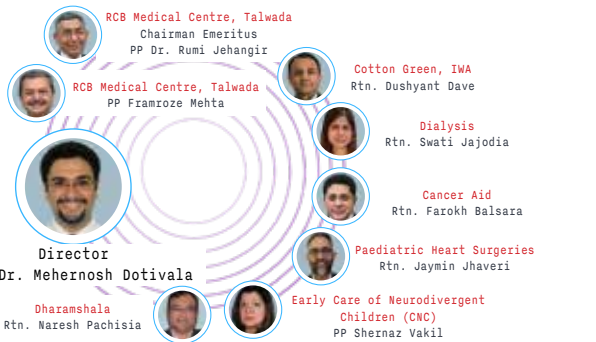 RCB Medical Centre, Talwada
Chairman Emeritus
PP Dr. Rumi Jehangir
RCB Medical Centre, Talwada
PP Framroze Mehta
Cotton Green, IWA
Rtn. Dushyant Dave
Dialysis
Rtn. Swati Jajodia
Cancer Aid
Rtn. Farokh Balsara
Director
Dr. Mehernosh Dotivala
Paediatric Heart Surgeries
Rtn. Jaymin Jhaveri
Early Care of Neurodivergent
Children (CNC)
PP Shernaz Vakil
Dharamshala
Rtn. Naresh Pachisia